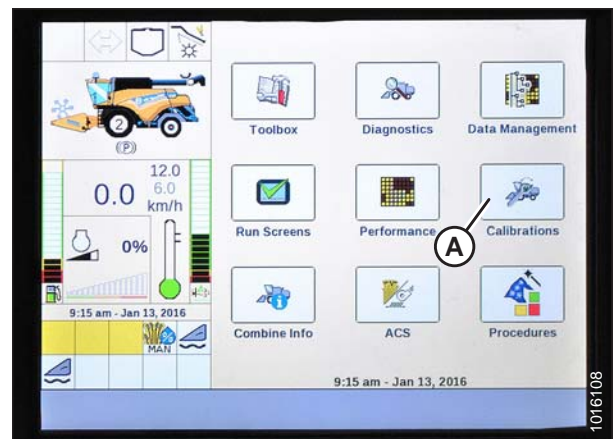 2
(P)
12.0
0.0 6.0
km/h
0%
9:15 am - Jan 13, 2016
MAN
Toolbox
Diagnostics
Data Management
Run Screens
Performance
Calibrations
A
Combine Info
ACS
Procedures
9:15 am - Jan 13, 2016
1016108